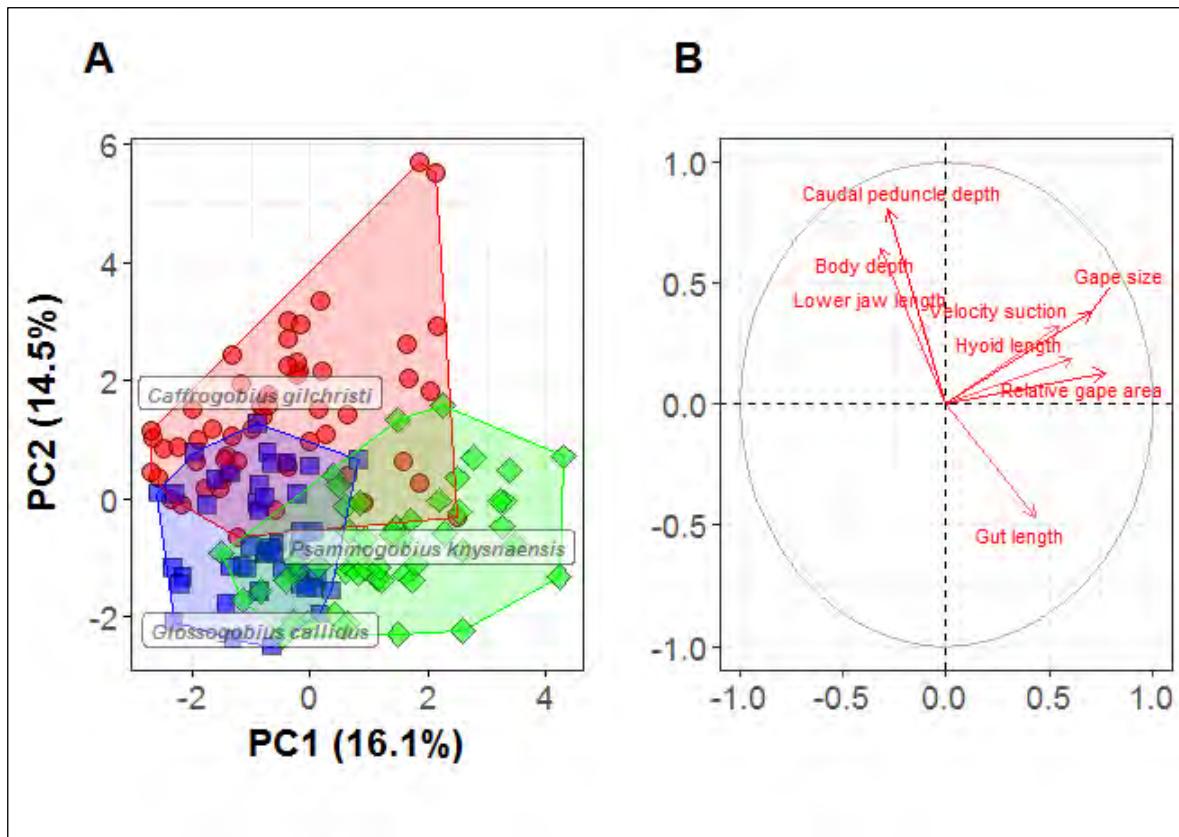 A
B
6
4
2
0
-2
PC2 (14.5%)
Caffrogobius gilchristi
Psammogobius knysnaensis
Glossogobius callidus
-2 0 2 4
PC1 (16.1%)
1.0
0.5
0.0
-0.5
-1.0
Caudal peduncle depth
Body depth
Gape size
Lower jaw length
Velocity suction
Hyoid length
Relative gape area
Gut length
-1.0 -0.5 0.0 0.5 1.0